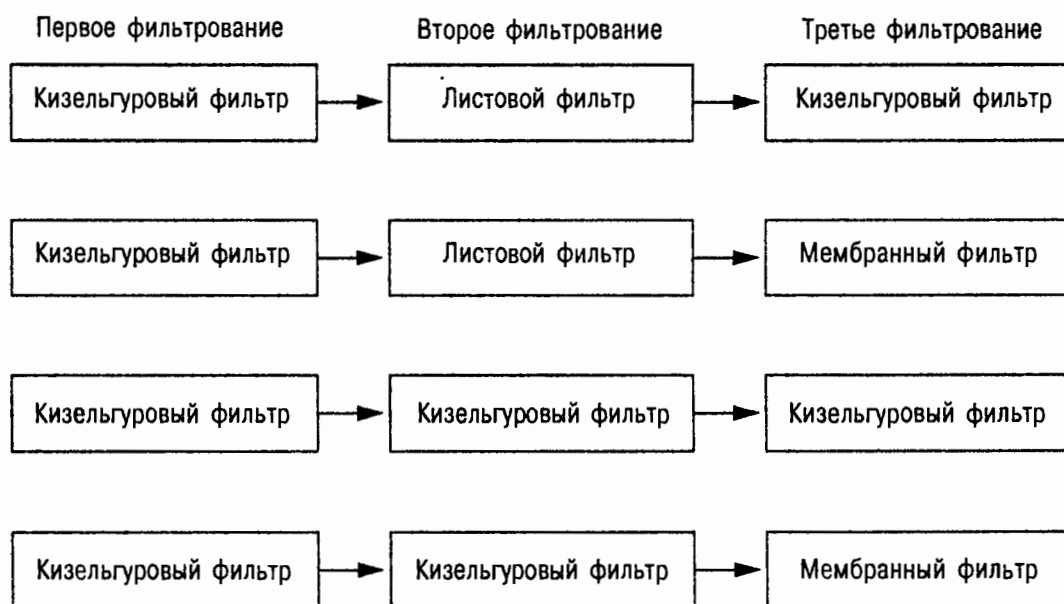 Первое фильтрование Второе фильтрование Третье фильтрование
Кизельгуровый фильтр Листовой фильтр Кизельгуровый фильтр
Кизельгуровый фильтр Листовой фильтр Мембранный фильтр
Кизельгуровый фильтр Кизельгуровый фильтр Кизельгуровый фильтр
Кизельгуровый фильтр Кизельгуровый фильтр Мембранный фильтр